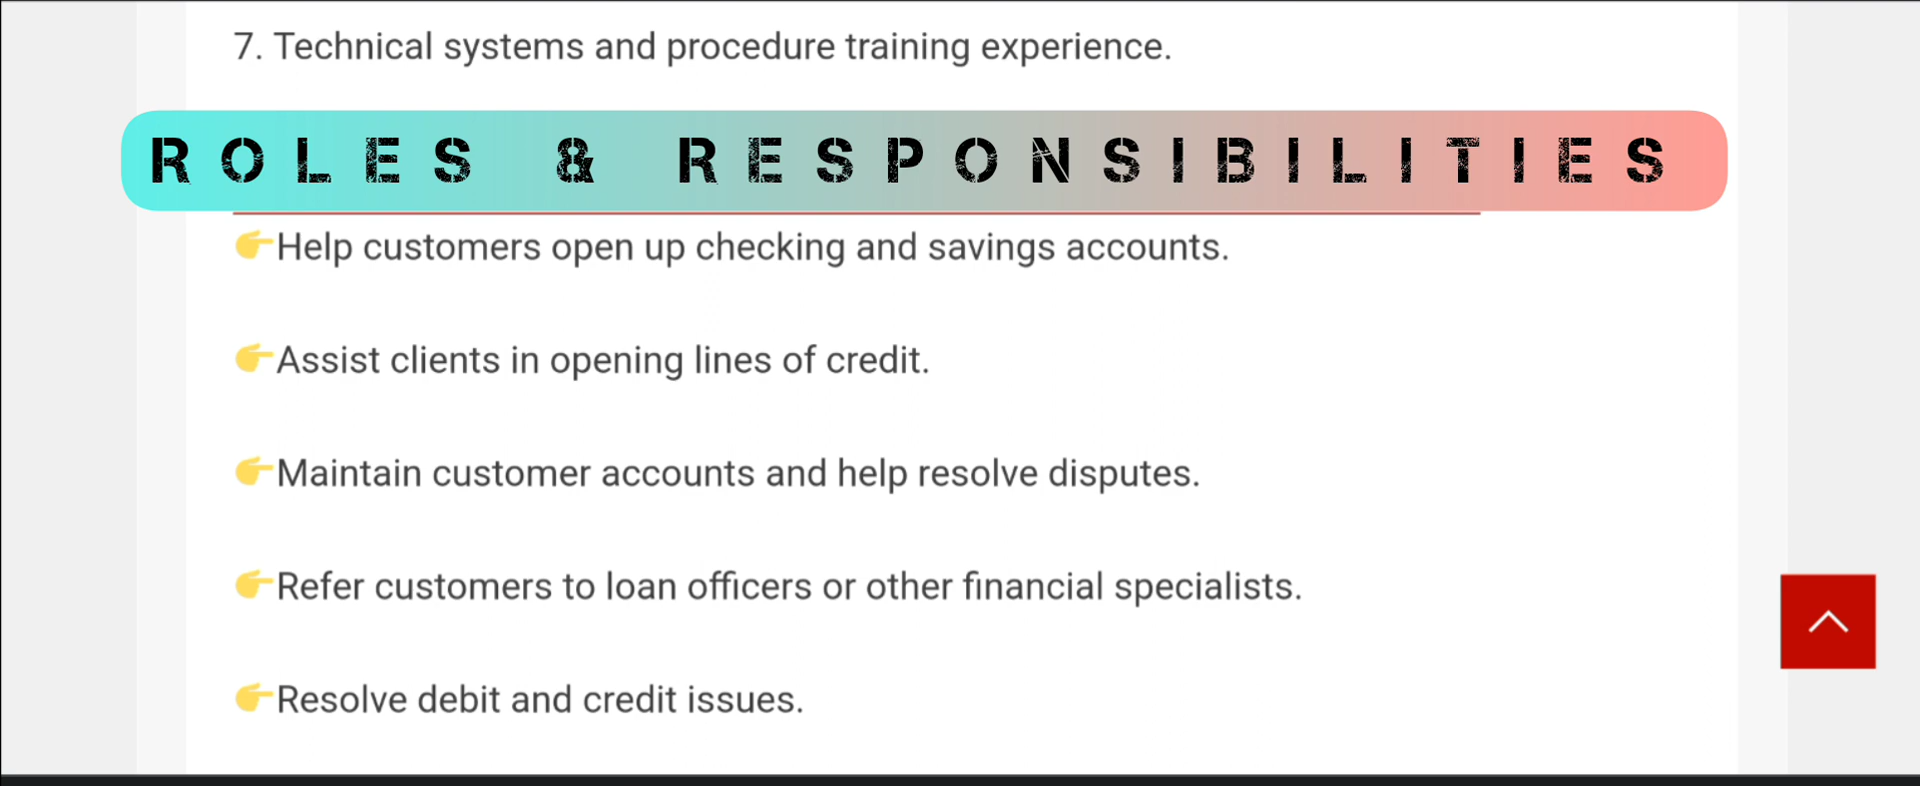 7. Technical systems and procedure training experience.
ROLES & RESPONSIBILITIES
👉Help customers open up checking and savings accounts.
👉Assist clients in opening lines of credit.
👉Maintain customer accounts and help resolve disputes.
👉Refer customers to loan officers or other financial specialists.
👉Resolve debit and credit issues.